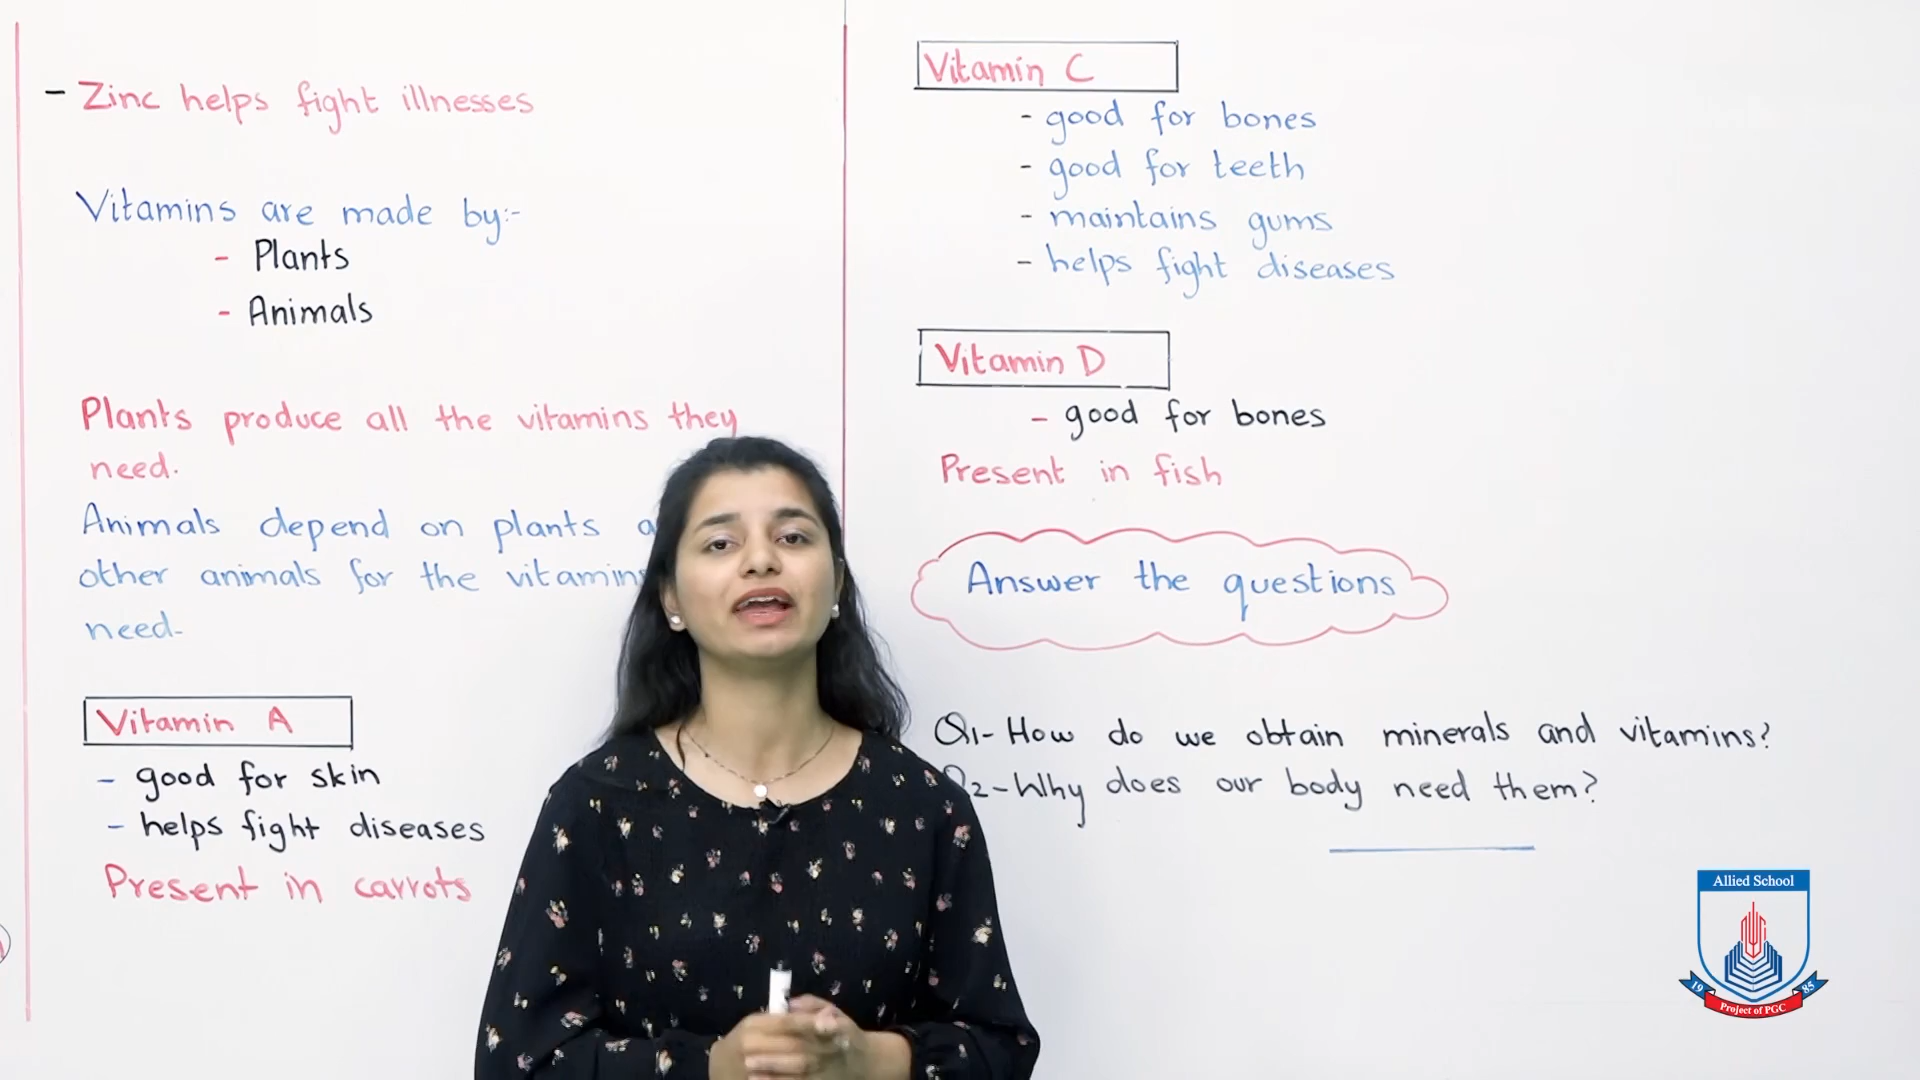 - Zinc helps fight illnesses
Vitamins are made by:-
- Plants
- Animals
Plants produce all the vitamins they
need.
Animals depend on plants
other animals for the vitamins
need.
Vitamin A
- good for skin
- helps fight diseases
Present in carrots
Vitamin C
- good for bones
- good for teeth
- maintains gums
- helps fight diseases
Vitamin D
- good for bones
Present in fish
Answer the questions
Q1- How do we obtain minerals and vitamins?
Q2- Why does our body need them?
Allied School
19 85
Project of PGC